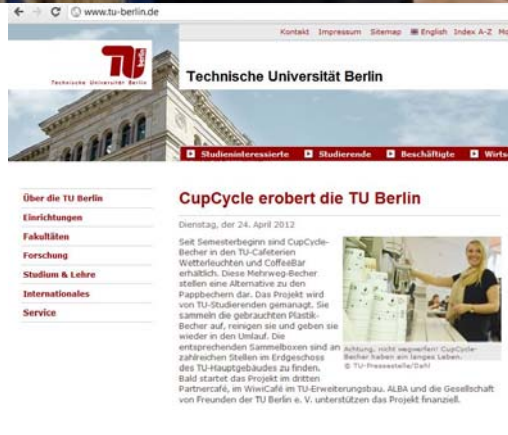 www.tu-berlin.de
Kontakt Impressum Sitemap English Index A-Z
TU berlin
Technische Universität Berlin
Technische Universität Berlin
Studieninteressierte Studierende Beschäftigte
Über die TU Berlin
Einrichtungen
Fakultäten
Forschung
Studium & Lehre
Internationales
Service
CupCycle erobert die TU Berlin
Dienstag, der 24. April 2012
Seit Semesterbeginn sind CupCycle-
Becher in den TU-Cafeterien
Wetterleuchten und CoffeeBar
erhältlich. Diese Mehrweg-Becher
stellen eine Alternative zu den
Pappbechern dar. Das Projekt wird
von TU-Studierenden gemanagt. Sie
sammeln die gebrauchten Plastik-
Becher auf, reinigen sie und geben sie
wieder in den Umlauf. Die
entsprechenden Sammelboxen sind an
zahlreichen Stellen im Erdgeschoss
des TU-Hauptgebäudes zu finden.
Bald startet das Projekt im dritten
Partnercafé, im WiwiCafé im TU-Erweiterungsbau. ALBA und die Gesellschaft
von Freunden der TU Berlin e. V. unterstützen das Projekt finanziell.
Achtung, nicht wegwerfen! CupCycle-
Becher haben ein langes Leben.
© TU-Pressestelle/Dahl